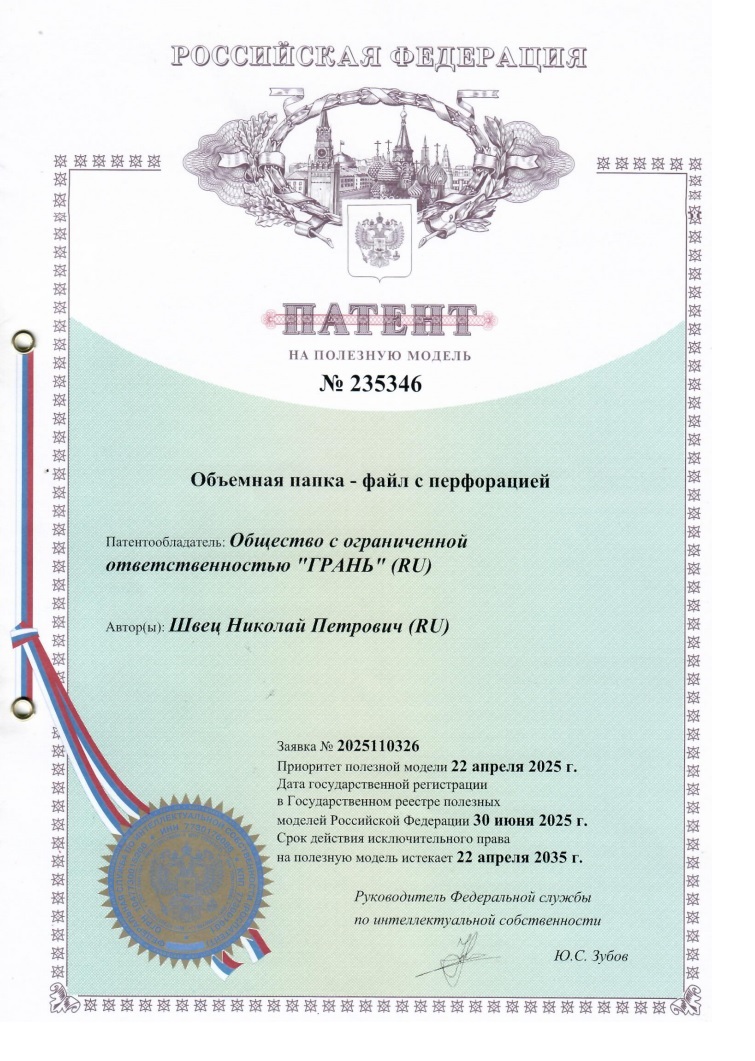 РОССИЙСКАЯ ФЕДЕРАЦИЯ
ПАТЕНТ
НА ПОЛЕЗНУЮ МОДЕЛЬ
№ 235346
Объемная папка - файл с перфорацией
Патентообладатель: Общество с ограниченной
ответственностью "ГРАНЬ" (RU)
Автор(ы): Швец Николай Петрович (RU)
Заявка № 2025110326
Приоритет полезной модели 22 апреля 2025 г.
Дата государственной регистрации
в Государственном реестре полезных
моделей Российской Федерации 30 июня 2025 г.
Срок действия исключительного права
на полезную модель истекает 22 апреля 2035 г.
Руководитель Федеральной службы
по интеллектуальной собственности
Ю.С. Зубов